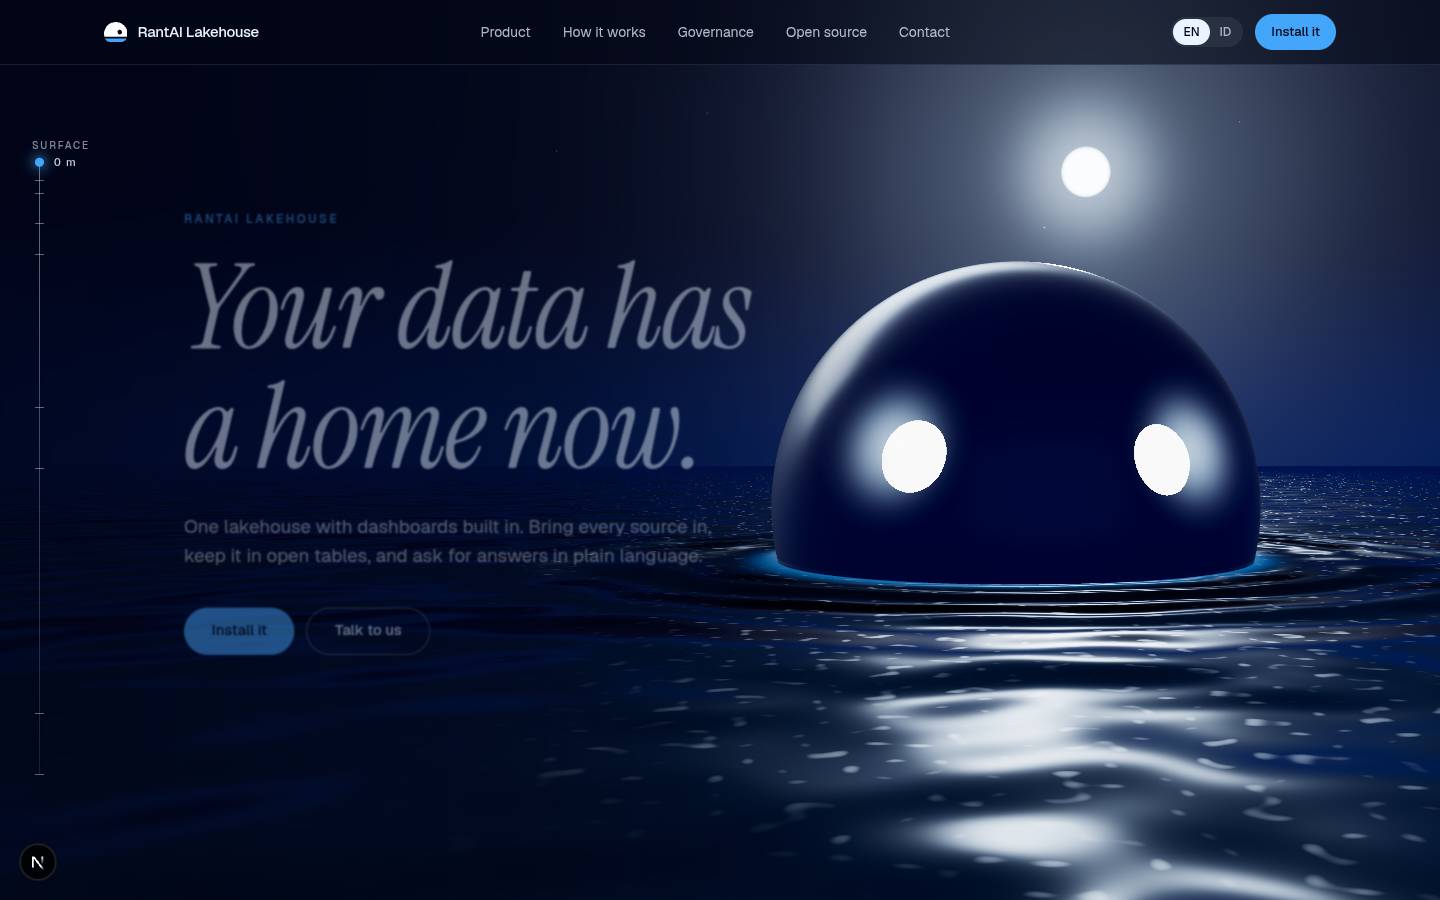 RantAI Lakehouse
Product
How it works
Governance
Open source
Contact
EN
ID
Install it
SURFACE
0 m
RANTAI LAKEHOUSE
Your data has
a home now.
One lakehouse with dashboards built in. Bring every source in,
keep it in open tables, and ask for answers in plain language.
Install it
Talk to us
N